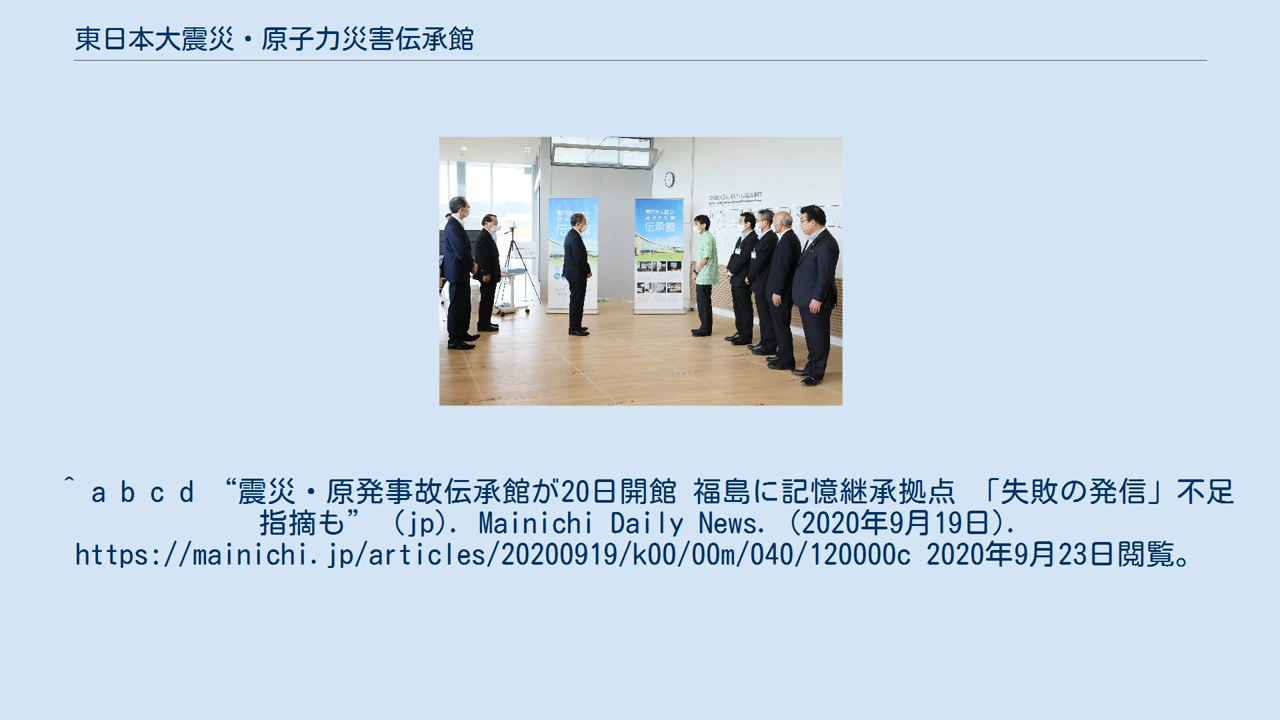 東日本大震災・原子力災害伝承館
伝承館
^ a b c d “震災・原発事故伝承館が20日開館 福島に記憶継承拠点 「失敗の発信」不足
指摘も” (jp). Mainichi Daily News. (2020年9月19日).
https://mainichi.jp/articles/20200919/k00/00m/040/120000c 2020年9月23日閲覧。